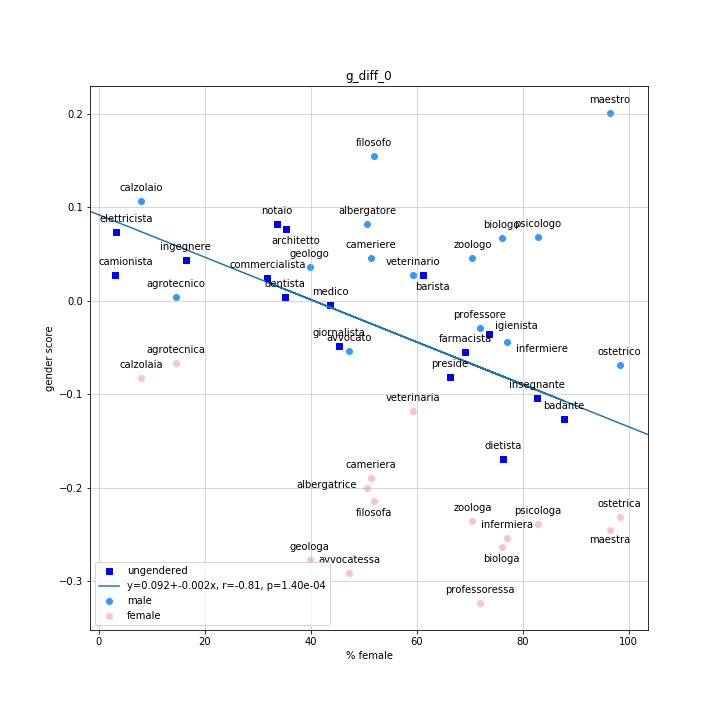 g_diff_0
maestro
filosofo
calzolaio
notaio
albergatore
elettricista
architetto
biologo
psicologo
ingegnere
cameriere
zoologo
geologo
camionista
commercialista
veterinario
barista
agrotecnico
dentista
medico
professore
igienista
giornalista
avvocato
farmacista
infermiere
ostetrico
agrotecnica
calzolaia
preside
insegnante
veterinaria
badante
dietista
cameriera
albergatrice
filosofa
zoologa
psicologa
ostetrica
infermiera
maestra
biologa
geologa
avvocatessa
professoressa
ungendered
y=0.092+-0.002x, r=-0.81, p=1.40e-04
male
female
0.2
0.1
0.0
−0.1
−0.2
−0.3
gender score
0 20 40 60 80 100
% female